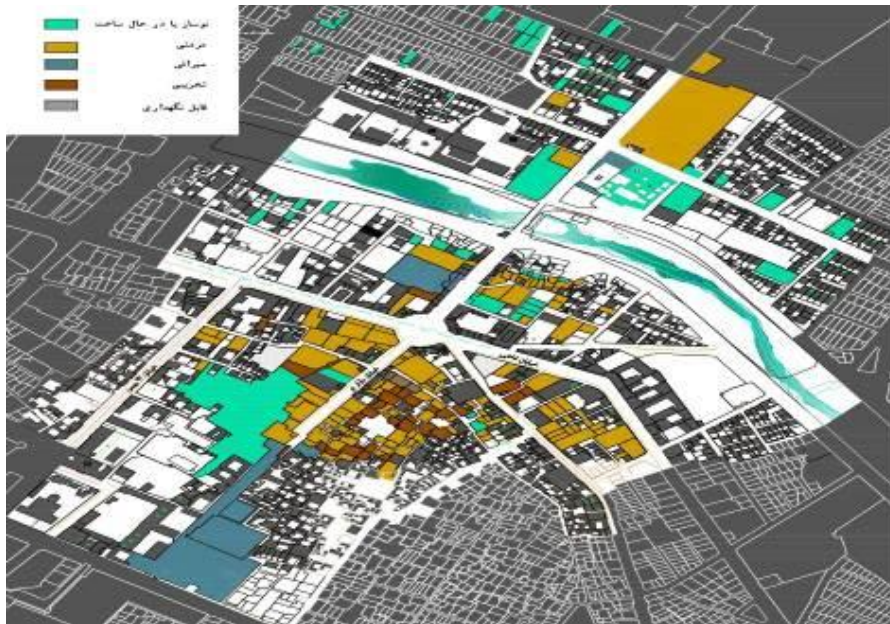 نوساز یا در حال ساخت
مرمتی
میراثی
تخریبی
قابل نگهداری